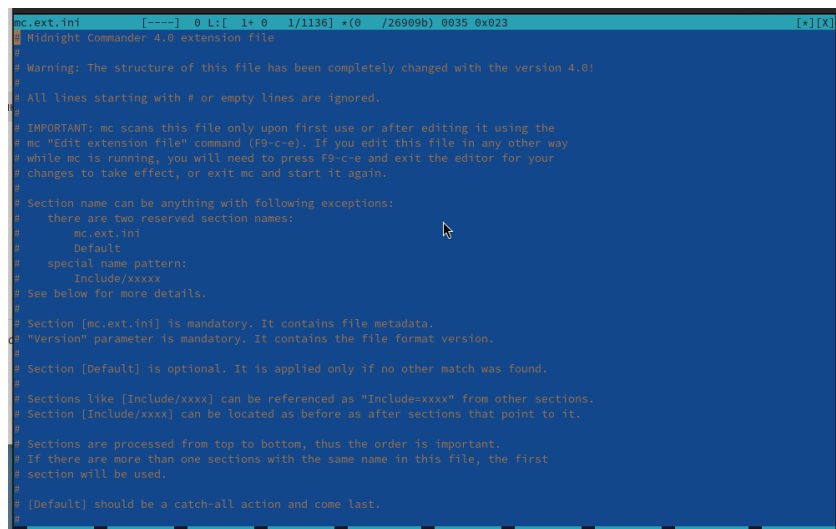 mc.ext.ini [----] 0 L:[ 1+ 0 1/1136] *(0 /26909b) 0035 0x023 [*][X]
# Midnight Commander 4.0 extension file
#
# Warning: The structure of this file has been completely changed with the version 4.0!
#
# All lines starting with # or empty lines are ignored.
#
# IMPORTANT: mc scans this file only upon first use or after editing it using the
# mc "Edit extension file" command (F9-c-e). If you edit this file in any other way
# while mc is running, you will need to press F9-c-e and exit the editor for your
# changes to take effect, or exit mc and start it again.
#
# Section name can be anything with following exceptions:
#    there are two reserved section names:
#        mc.ext.ini
#        Default
#    special name pattern:
#        Include/xxxxx
# See below for more details.
#
# Section [mc.ext.ini] is mandatory. It contains file metadata.
# "Version" parameter is mandatory. It contains the file format version.
#
# Section [Default] is optional. It is applied only if no other match was found.
#
# Sections like [Include/xxxx] can be referenced as "Include=xxxx" from other sections.
# Section [Include/xxxx] can be located as before as after sections that point to it.
#
# Sections are processed from top to bottom, thus the order is important.
# If there are more than one sections with the same name in this file, the first
# section will be used.
#
# [Default] should be a catch-all action and come last.
#